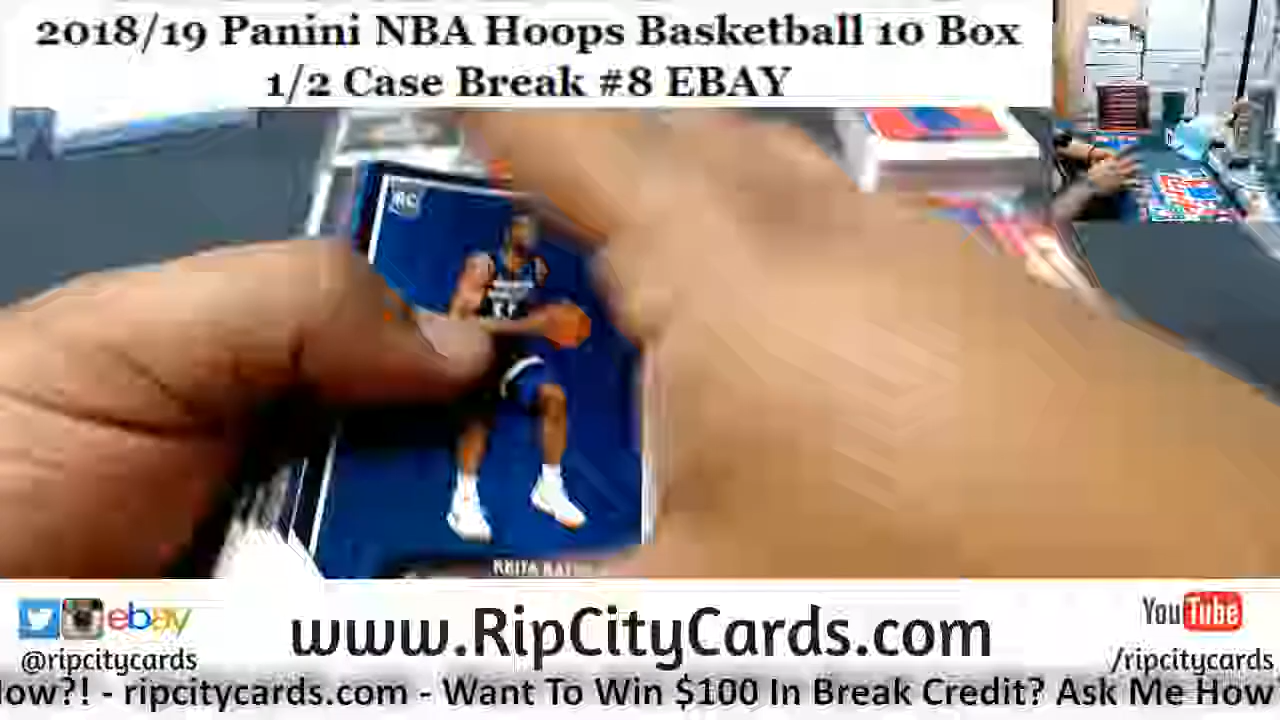 2018/19 Panini NBA Hoops Basketball 10 Box
1/2 Case Break #8 EBAY
RC
ebay
@ripcitycards
www.RipCityCards.com
YouTube
/ripcitycards
low?! - ripcitycards.com - Want To Win $100 In Break Credit? Ask Me How